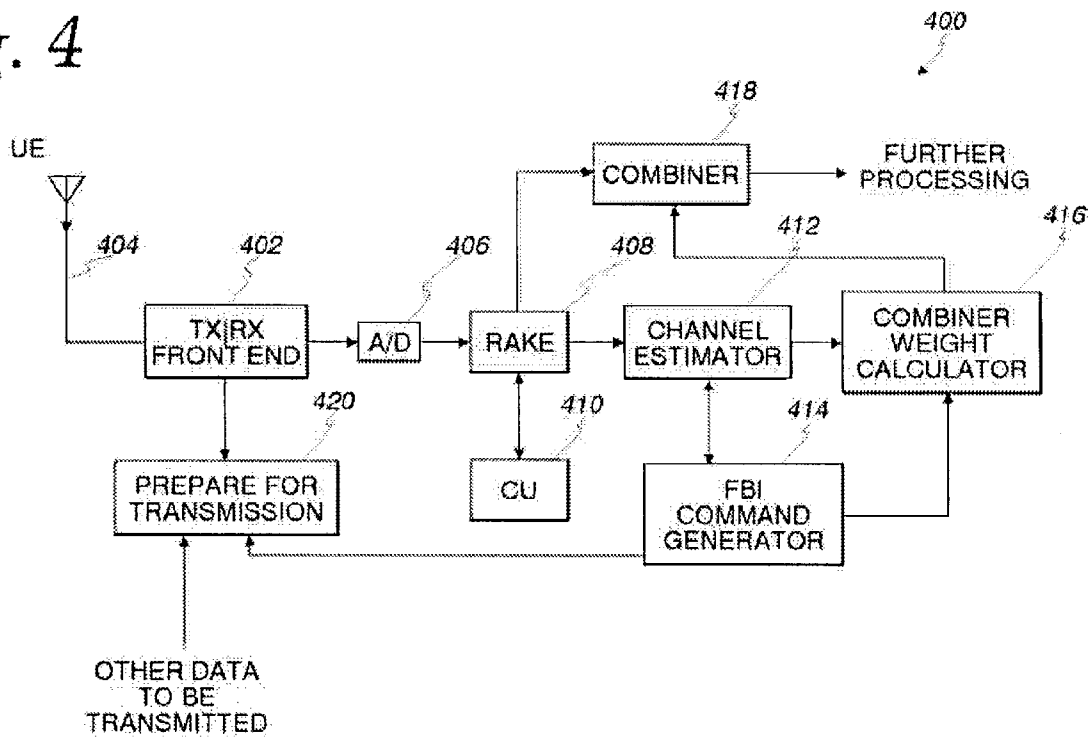 . 4
400
UE
418
COMBINER
FURTHER
PROCESSING
416
404
402
406
408
412
TX/RX
FRONT END
A/D
RAKE
CHANNEL
ESTIMATOR
COMBINER
WEIGHT
CALCULATOR
420
410
414
PREPARE FOR
TRANSMISSION
CU
FBI
COMMAND
GENERATOR
OTHER DATA
TO BE
TRANSMITTED